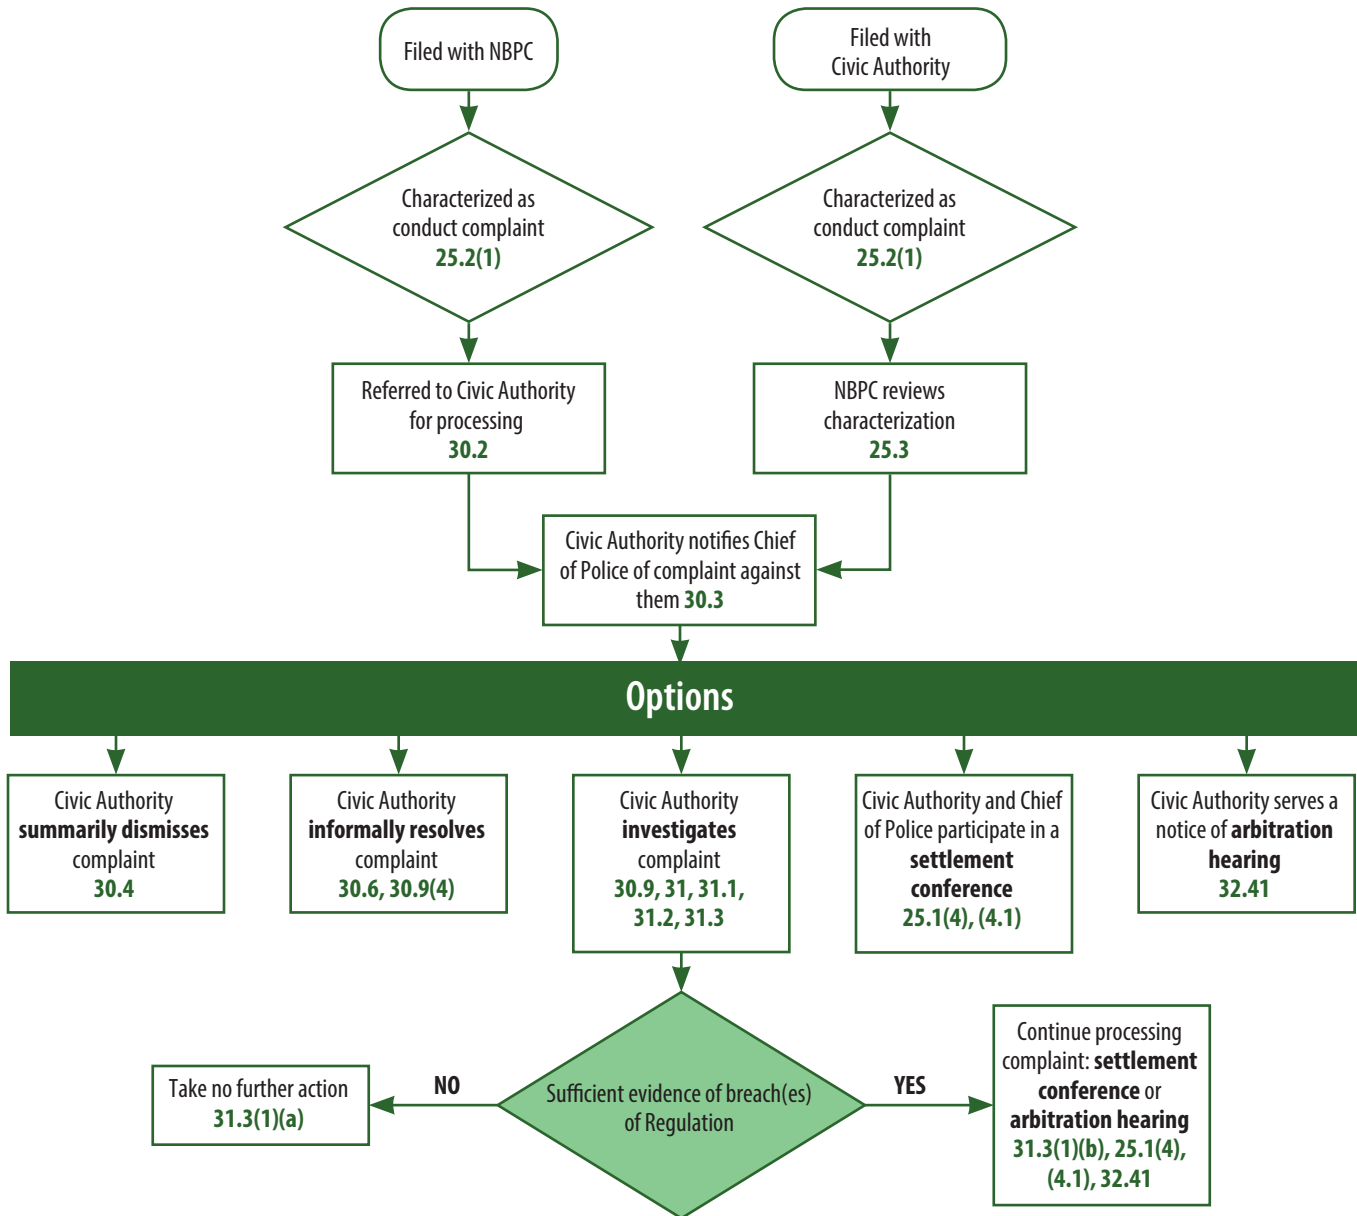 Filed with NBPC
Filed with
Civic Authority
Characterized as
conduct complaint
25.2(1)
Characterized as
conduct complaint
25.2(1)
Referred to Civic Authority
for processing
30.2
NBPC reviews
characterization
25.3
Civic Authority notifies Chief
of Police of complaint against
them 30.3
Options
Civic Authority
summarily dismisses
complaint
30.4
Civic Authority
informally resolves
complaint
30.6, 30.9(4)
Civic Authority
investigates
complaint
30.9, 31, 31.1,
31.2, 31.3
Civic Authority and Chief
of Police participate in a
settlement
conference
25.1(4), (4.1)
Civic Authority serves a
notice of arbitration
hearing
32.41
Take no further action
31.3(1)(a)
NO
Sufficient evidence of breach(es)
of Regulation
YES
Continue processing
complaint: settlement
conference or
arbitration hearing
31.3(1)(b), 25.1(4),
(4.1), 32.41